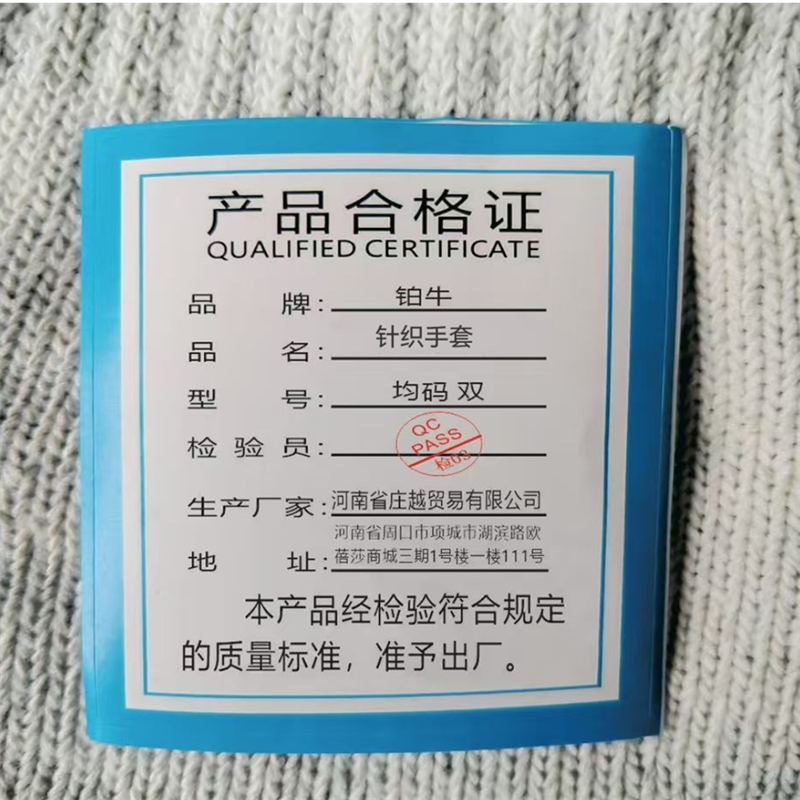 产品合格证
QUALIFIED CERTIFICATE
品牌：铂牛
品名：针织手套
型号：均码 双
检验员：
QC
PASS
检03
生产厂家：河南省庄越贸易有限公司
河南省周口市项城市湖滨路欧
地址：蓓莎商城三期1号楼一楼111号
本产品经检验符合规定
的质量标准，准予出厂。